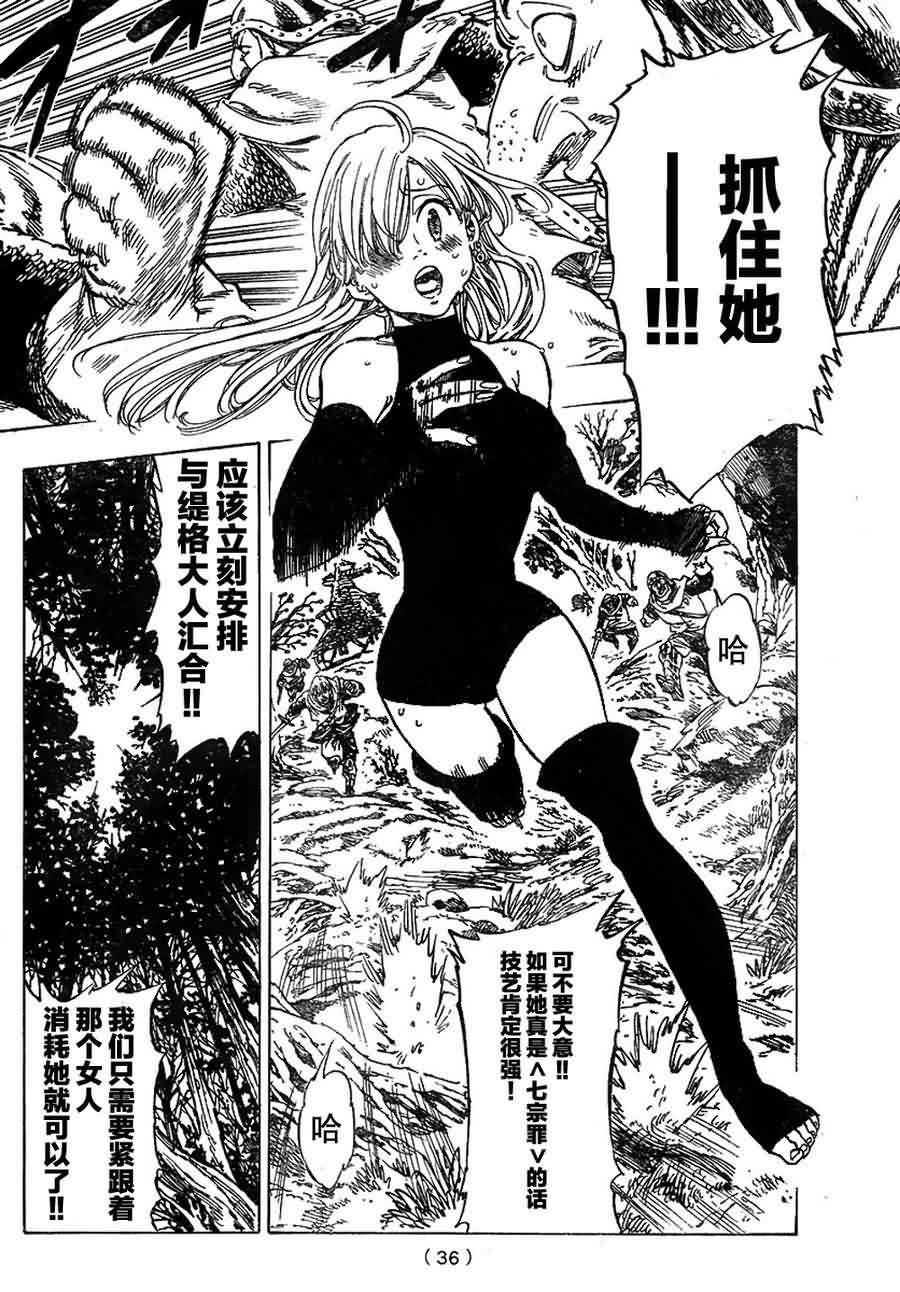 抓住她
——!!!
哈
可不要大意!!
如果她真是<七宗罪>的话
技艺肯定很强!
哈
应该立刻安排
与缇格大人汇合!!
我们只需要紧跟着
那个女人
消耗她就可以了!!
(36)